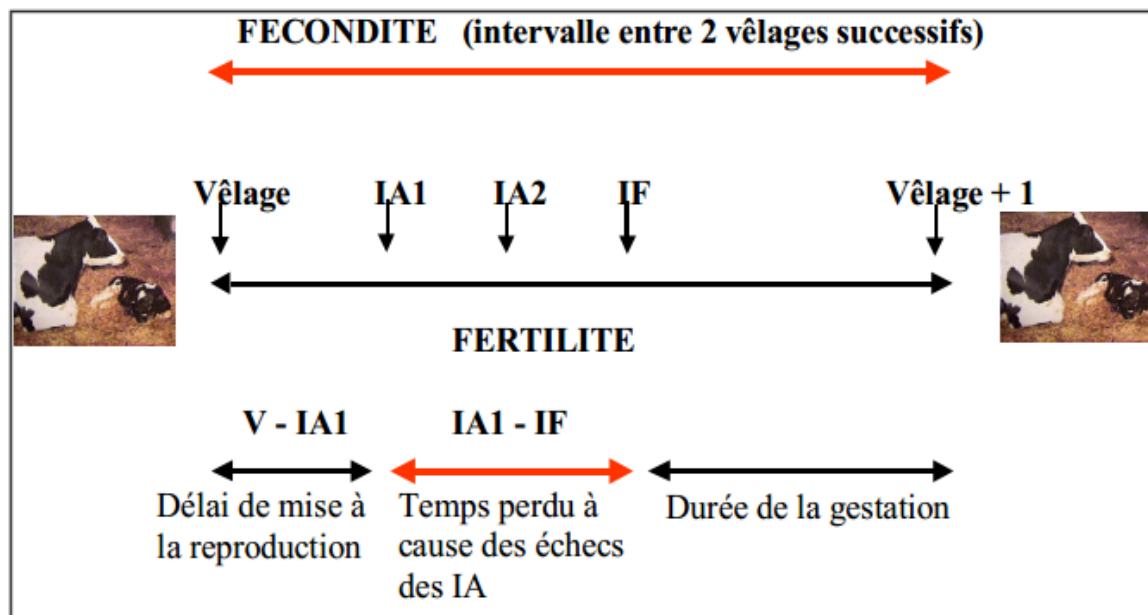 FECONDITE (intervalle entre 2 vêlages successifs)
Vêlage IA1 IA2 IF Vêlage + 1
FERTILITE
V - IA1 IA1 - IF
Délai de mise à
la reproduction
Temps perdu à
cause des échecs
des IA
Durée de la gestation